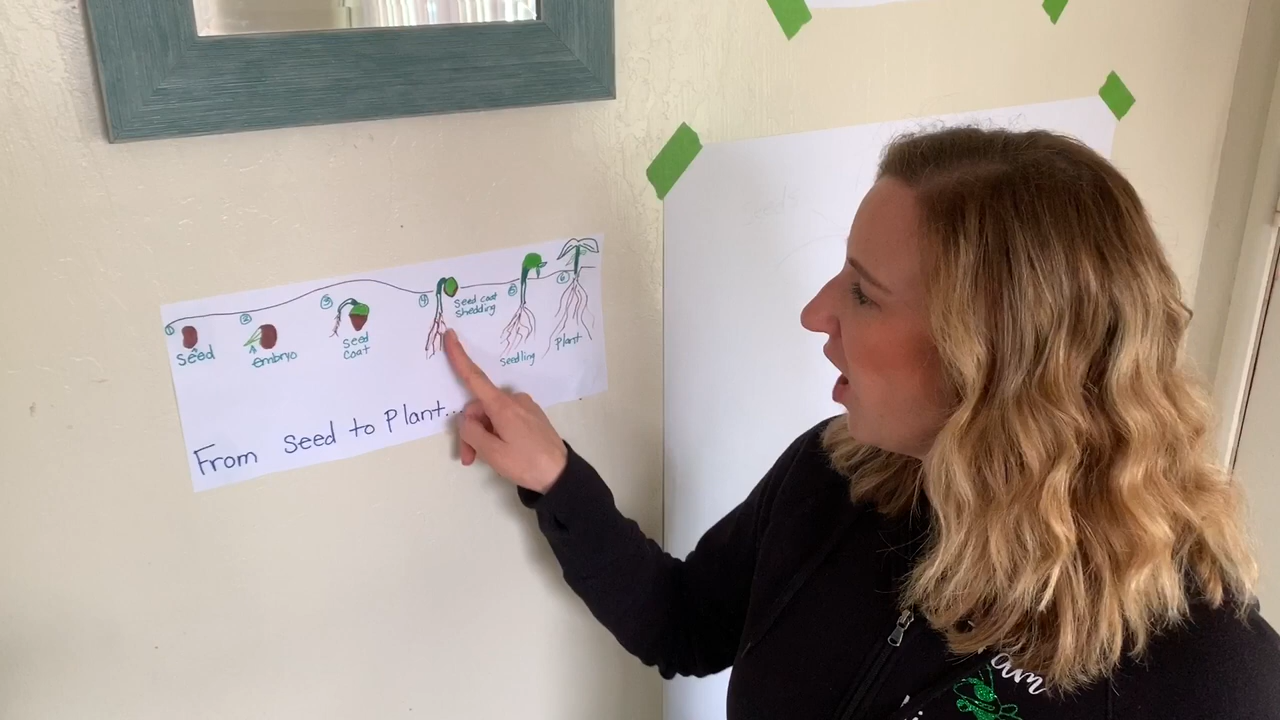 ① seed
② embryo
③ seed
coat
④ seed coat
shedding
⑤ seedling
⑥ plant
From seed to plant...
am